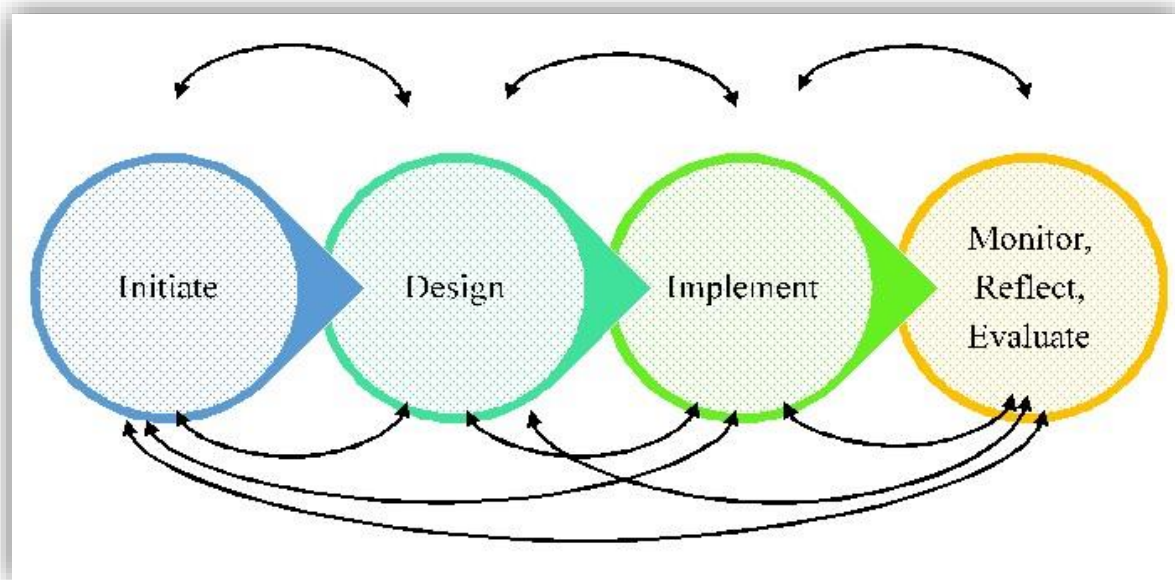 Initiate
Design
Implement
Monitor,
Reflect,
Evaluate